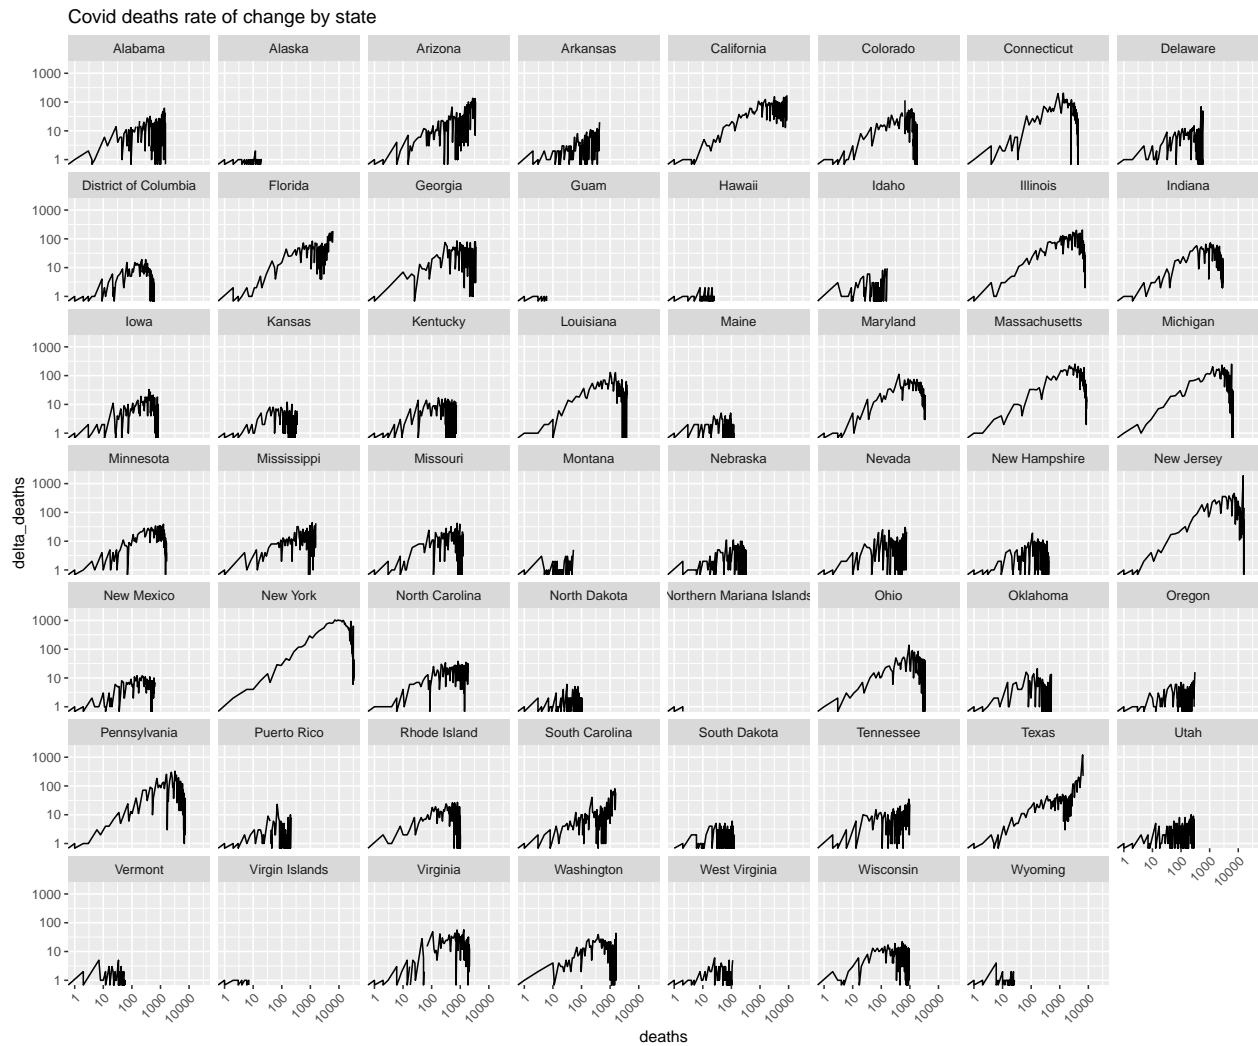 Covid deaths rate of change by state
Alabama Alaska Arizona Arkansas California Colorado Connecticut Delaware
1000
100
10
1
District of Columbia Florida Georgia Guam Hawaii Idaho Illinois Indiana
1000
100
10
1
Iowa Kansas Kentucky Louisiana Maine Maryland Massachusetts Michigan
1000
100
10
1
Minnesota Mississippi Missouri Montana Nebraska Nevada New Hampshire New Jersey
1000
100
10
1
delta_deaths
New Mexico New York North Carolina North Dakota Northern Mariana Islands Ohio Oklahoma Oregon
1000
100
10
1
Pennsylvania Puerto Rico Rhode Island South Carolina South Dakota Tennessee Texas Utah
1000
100
10
1
1 10 100 1000 10000
Vermont Virgin Islands Virginia Washington West Virginia Wisconsin Wyoming
1000
100
10
1
1 10 100 1000 10000 1 10 100 1000 10000 1 10 100 1000 10000 1 10 100 1000 10000 1 10 100 1000 10000 1 10 100 1000 10000 1 10 100 1000 10000
deaths